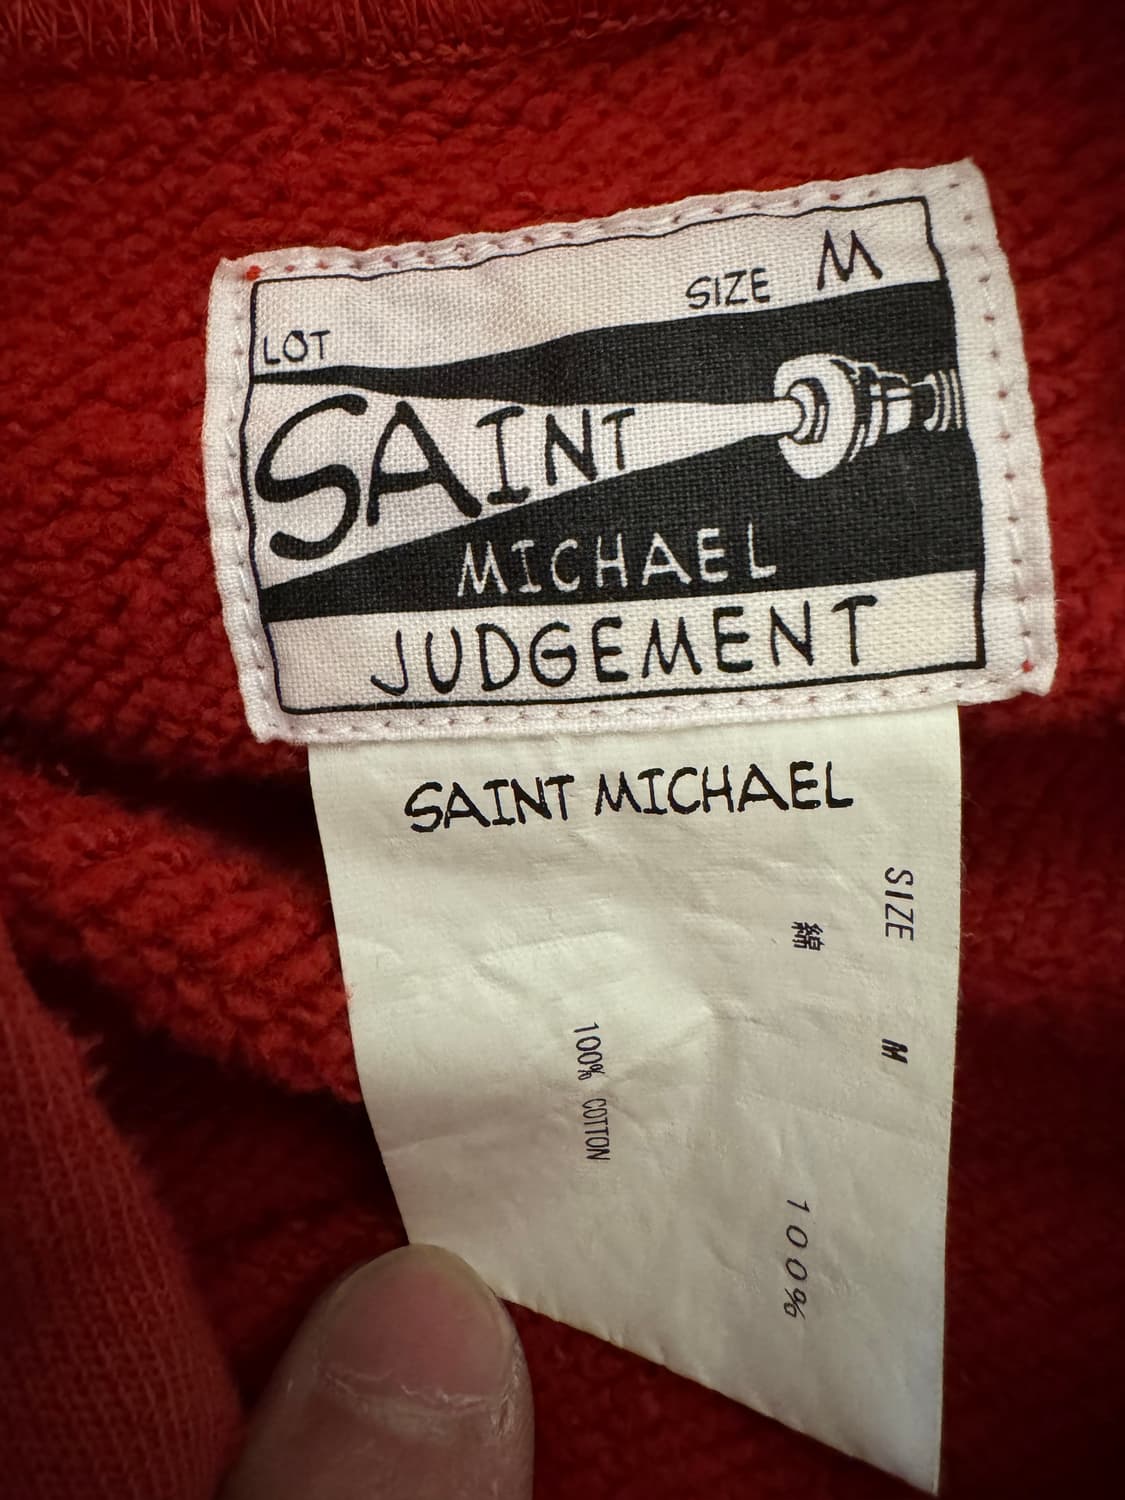 LOT
SIZE M
SAINT
MICHAEL
JUDGEMENT
SAINT MICHAEL
SIZE M
綿 100%
100% COTTON